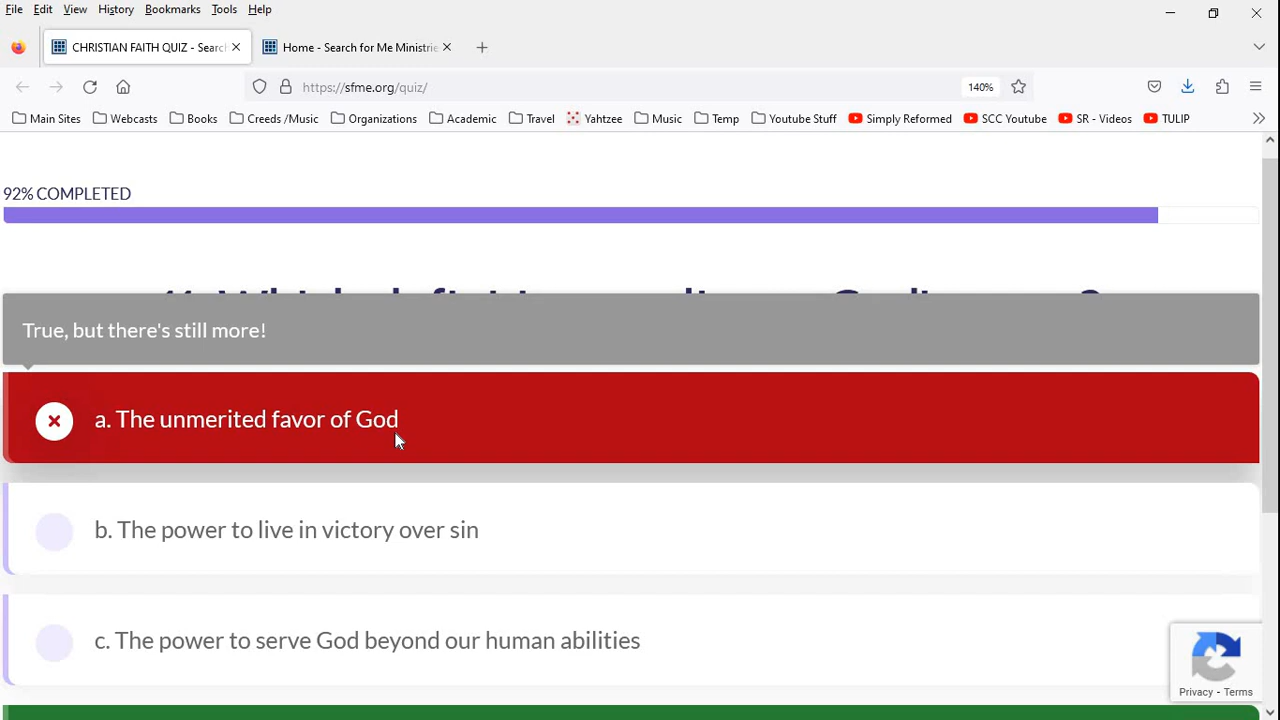 File Edit View History Bookmarks Tools Help
CHRISTIAN FAITH QUIZ - Searc
Home - Search for Me Ministrie
https://sfme.org/quiz/
140%
Main Sites Webcasts Books Creeds /Music Organizations Academic Travel Yahtzee Music Temp Youtube Stuff Simply Reformed SCC Youtube SR - Videos TULIP
92% COMPLETED
True, but there's still more!
a. The unmerited favor of God
b. The power to live in victory over sin
c. The power to serve God beyond our human abilities
Privacy - Terms